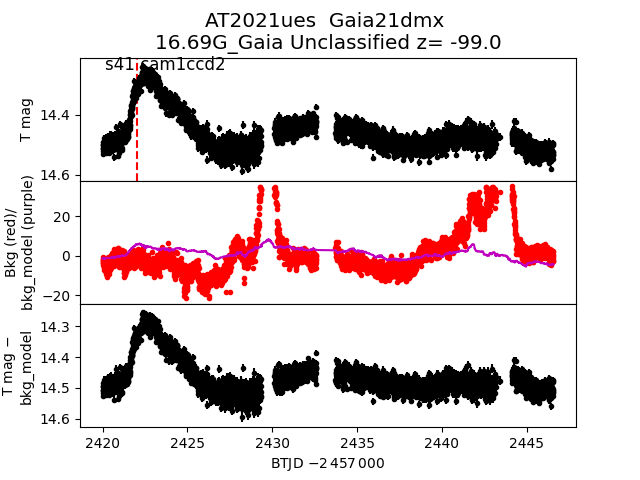 AT2021ues  Gaia21dmx
16.69G_Gaia Unclassified z= -99.0
s41 cam1ccd2
T mag
14.4
14.6
Bkg (red)/
bkg_model (purple)
20
0
−20
T mag −
bkg_model
14.3
14.4
14.5
14.6
2420
2425
2430
2435
2440
2445
BTJD −2 457 000